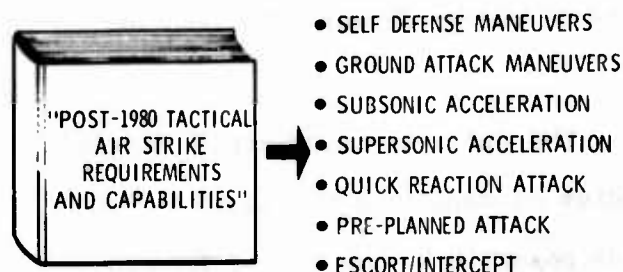 "POST-1980 TACTICAL
AIR STRIKE
REQUIREMENTS
AND CAPABILITIES"
• SELF DEFENSE MANEUVERS
• GROUND ATTACK MANEUVERS
• SUBSONIC ACCELERATION
• SUPERSONIC ACCELERATION
• QUICK REACTION ATTACK
• PRE-PLANNED ATTACK
• ESCORT/INTERCEPT